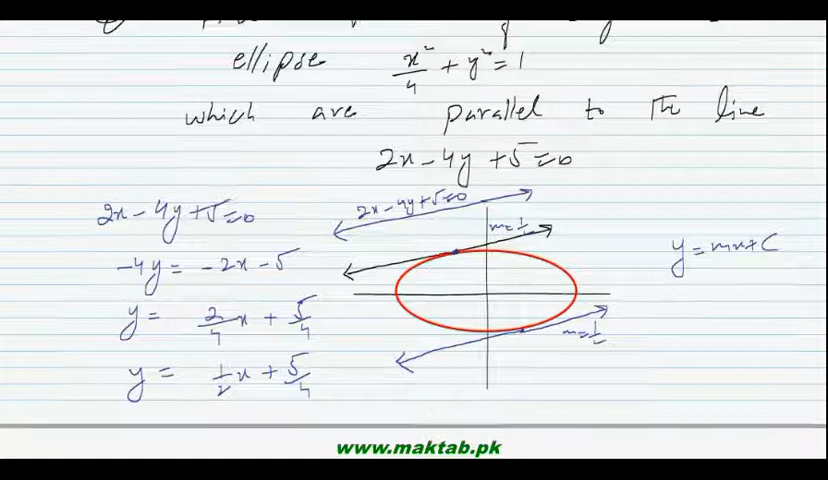 ellipse x²/4 + y² = 1
which are parallel to the line
2x - 4y + 5 = 0
2x - 4y + 5 = 0
-4y = -2x - 5
y = 2/4 x + 5/4
y = 1/2 x + 5/4
2x - 4y + 5 = 0
m = 1/2
m = 1/2
y = mx + c
www.maktab.pk